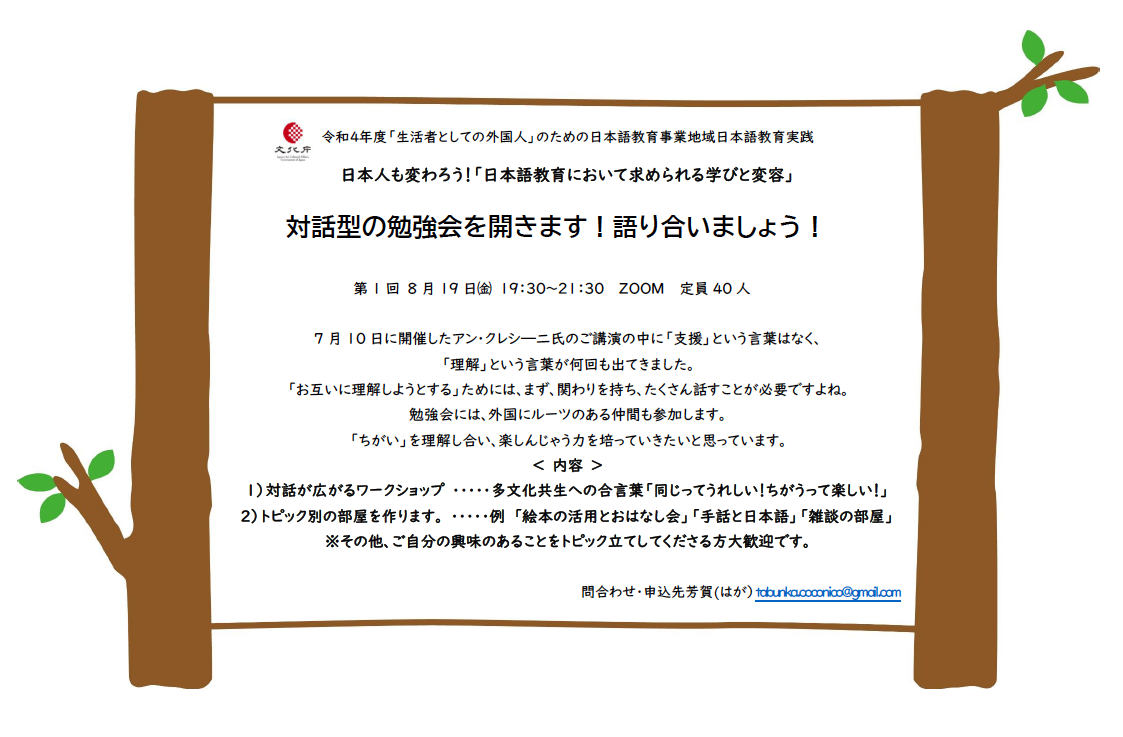 文化庁
令和4年度「生活者としての外国人」のための日本語教育事業地域日本語教育実践
日本人も変わろう！「日本語教育において求められる学びと変容」
対話型の勉強会を開きます！語り合いましょう！
第1回 8月19日㈮ 19:30～21:30 ZOOM 定員40人
7月10日に開催したアン・クレシーニ氏のご講演の中に「支援」という言葉はなく、
「理解」という言葉が何回も出てきました。
「お互いに理解しようとする」ためには、まず、関わりを持ち、たくさん話すことが必要ですよね。
勉強会には、外国にルーツのある仲間も参加します。
「ちがい」を理解し合い、楽しんじゃう力を培っていきたいと思っています。
＜ 内容 ＞
1）対話が広がるワークショップ ・・・・・多文化共生への合言葉「同じってうれしい！ちがうって楽しい！」
2）トピック別の部屋を作ります。 ・・・・・例 「絵本の活用とおはなし会」「手話と日本語」「雑談の部屋」
※その他、ご自分の興味のあることをトピック立てしてくださる方大歓迎です。
問合わせ・申込先芳賀(はが) tabunka.coconico@gmail.com